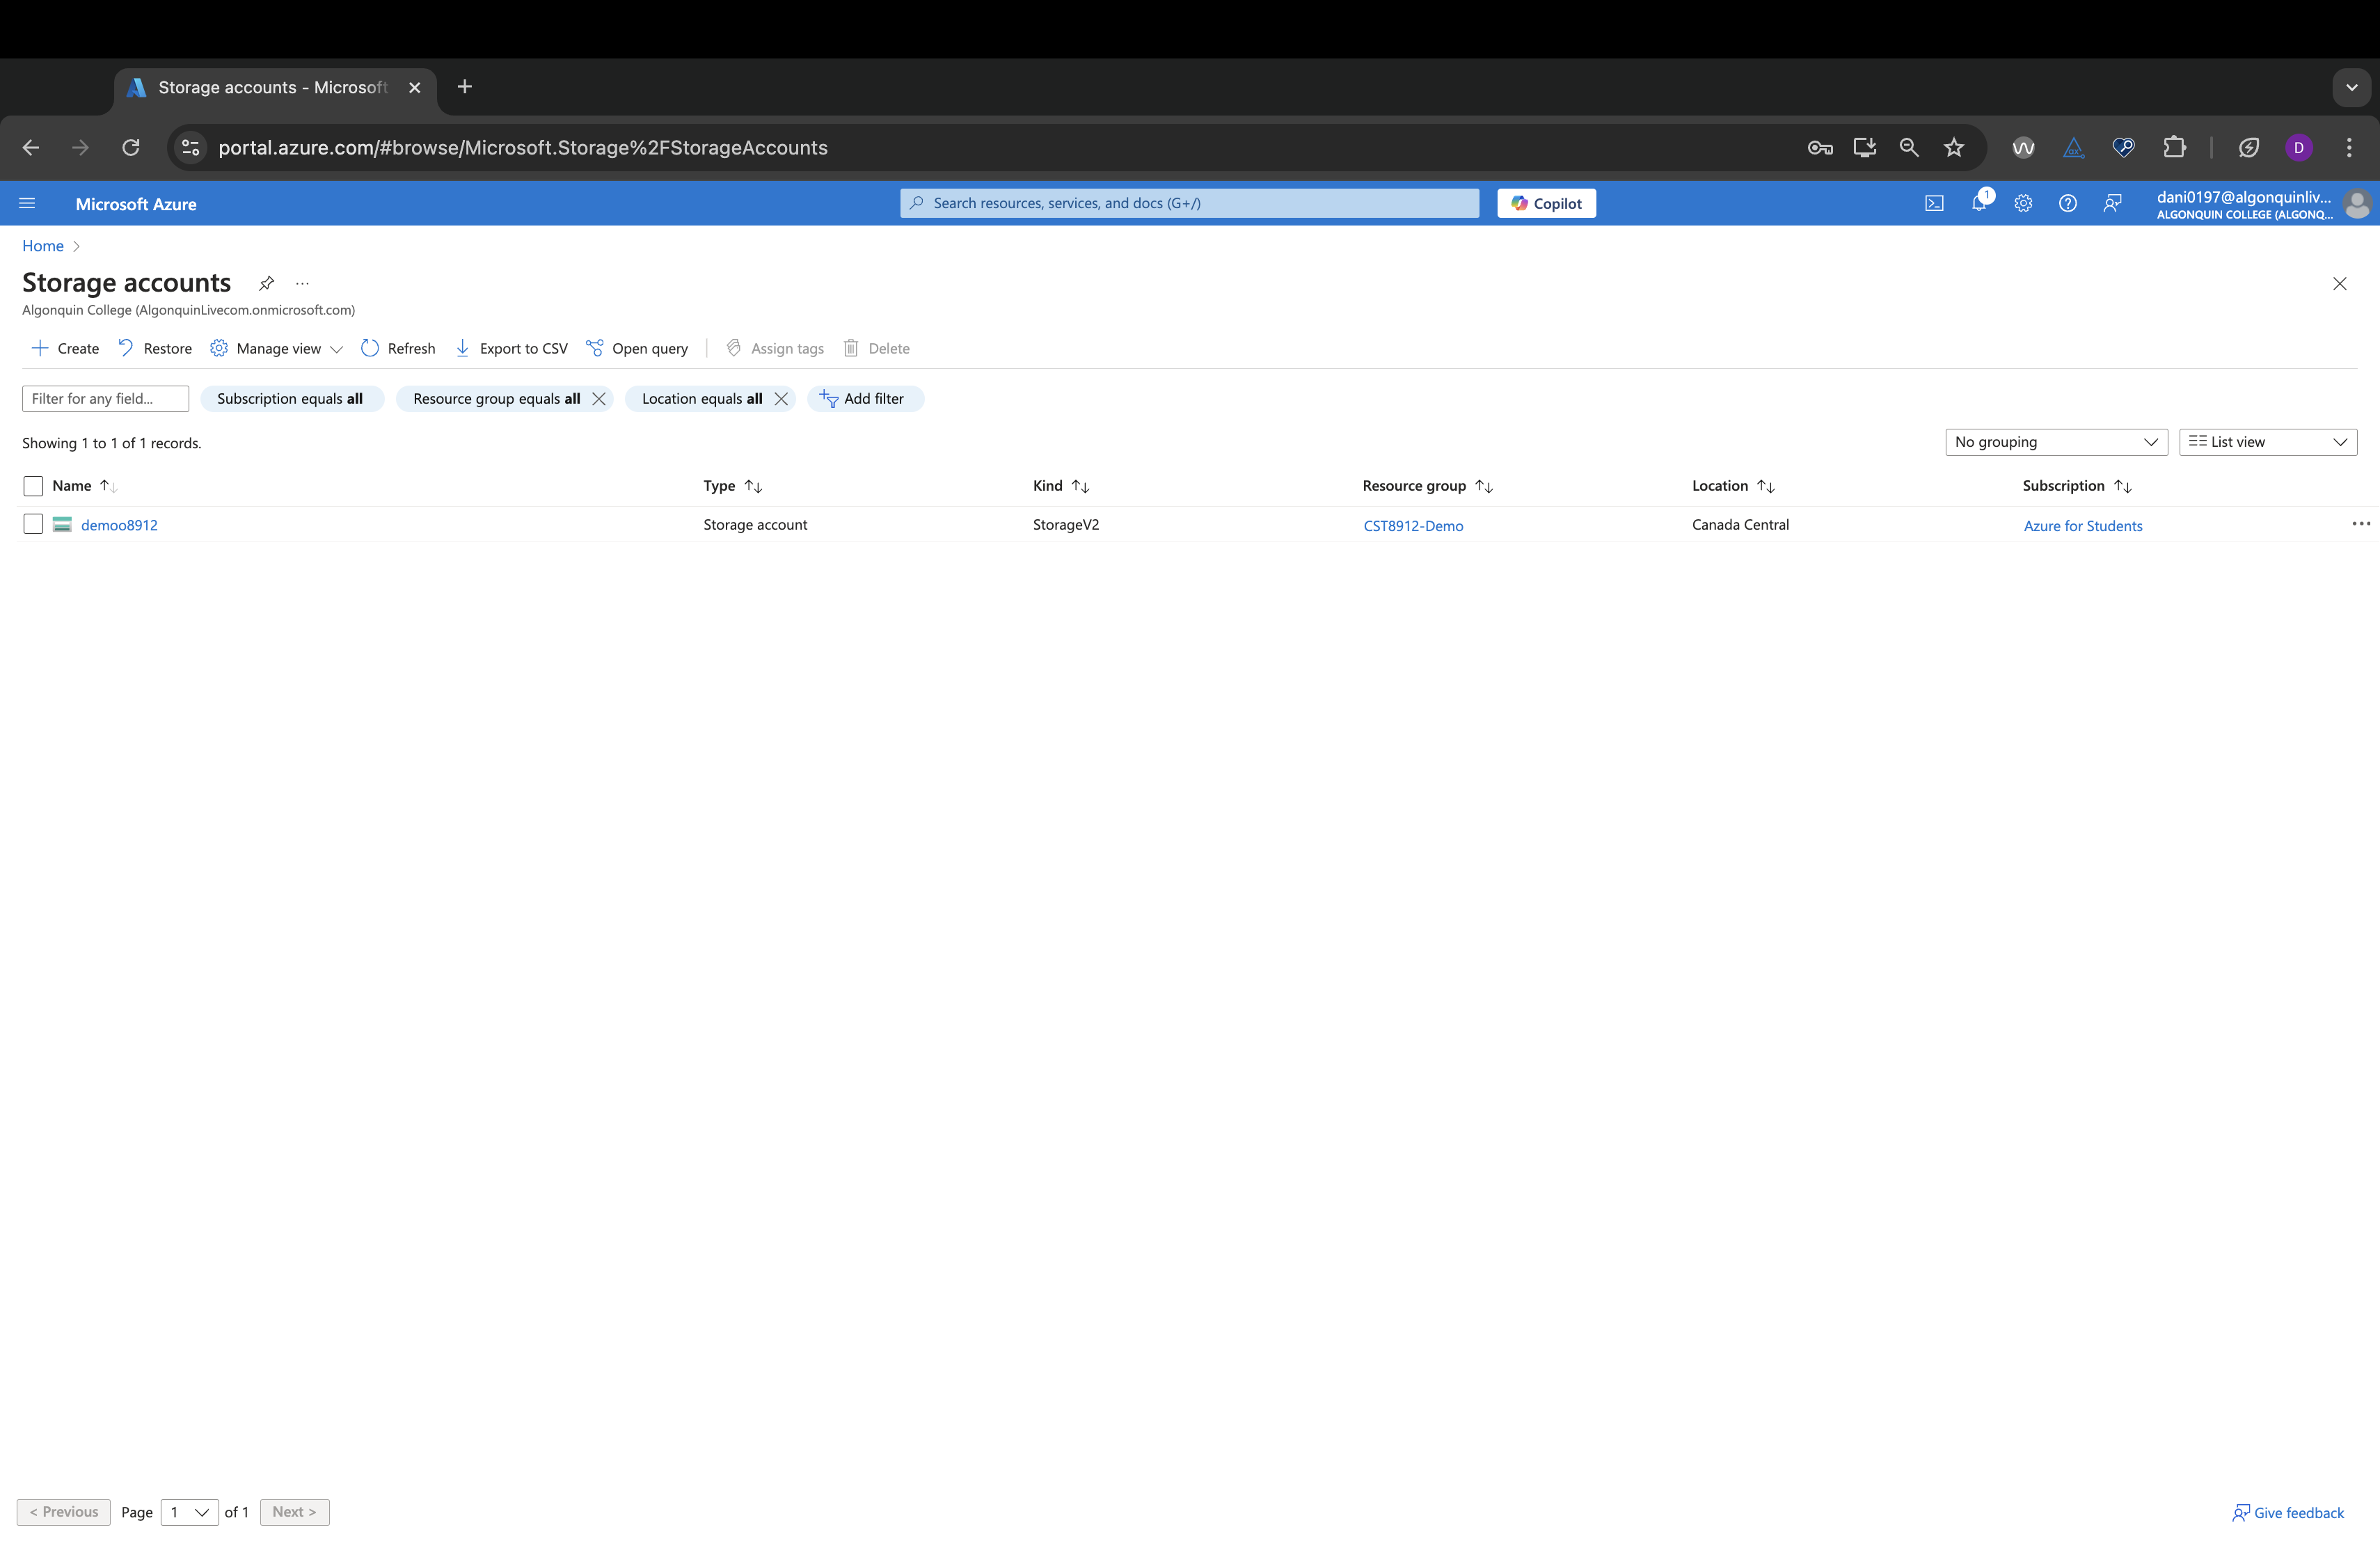 Storage accounts - Microsoft
portal.azure.com/#browse/Microsoft.Storage%2FStorageAccounts
D
Microsoft Azure
Search resources, services, and docs (G+/)
Copilot
1
dani0197@algonquinliv...
ALGONQUIN COLLEGE (ALGONQ...
Home
Storage accounts
...
Algonquin College (AlgonquinLivecom.onmicrosoft.com)
Create Restore Manage view Refresh Export to CSV Open query Assign tags Delete
Filter for any field... Subscription equals all Resource group equals all Location equals all Add filter
Showing 1 to 1 of 1 records.
No grouping List view
Name Type Kind Resource group Location Subscription
demoo8912 Storage account StorageV2 CST8912-Demo Canada Central Azure for Students ...
< Previous Page 1 of 1 Next >
Give feedback